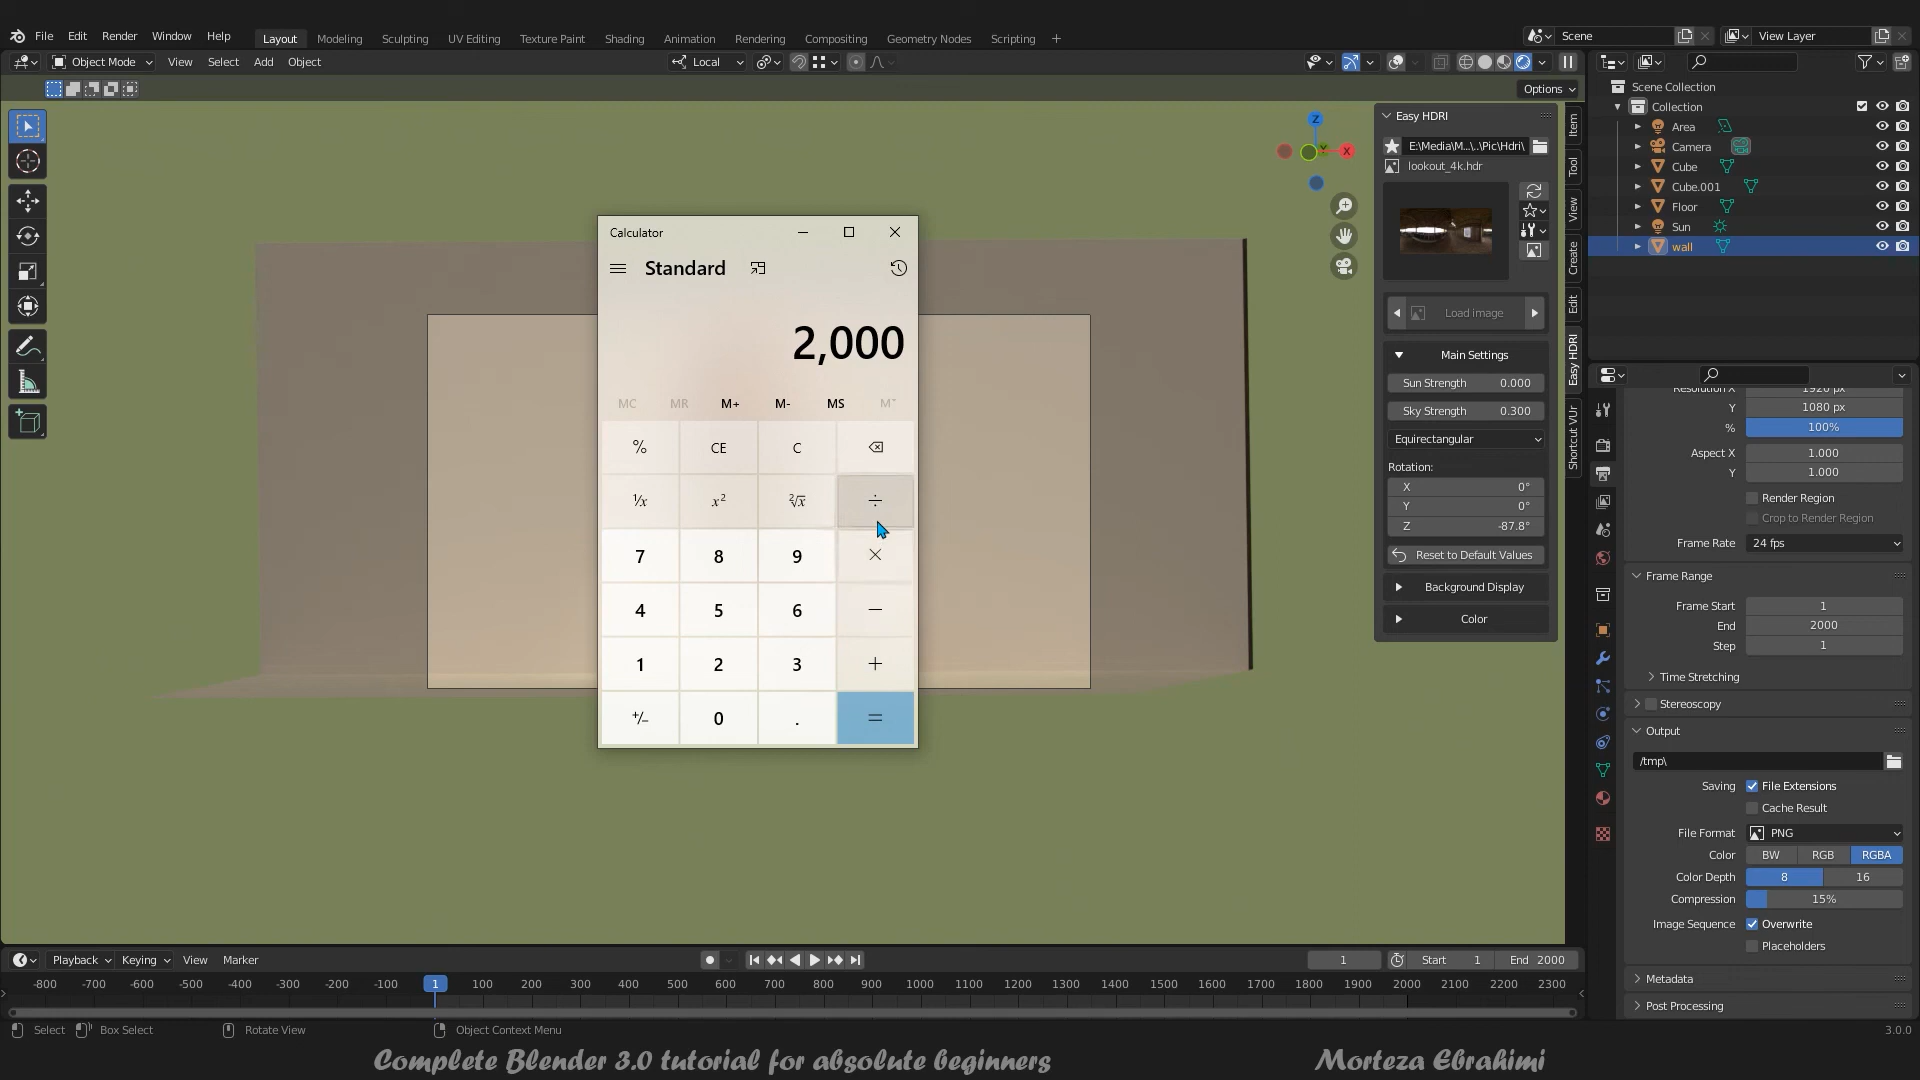 File Edit Render Window Help Layout Modeling Sculpting UV Editing Texture Paint Shading Animation Rendering Compositing Geometry Nodes Scripting + Scene View Layer
Object Mode View Select Add Object Local
Options
Scene Collection
Collection
Area
Camera
Cube
Cube.001
Floor
Sun
wall
Z
X
Easy HDRI
E:\Media\M...\..Pic\Hdri\
lookout_4k.hdr
Load image
Main Settings
Sun Strength 0.000
Sky Strength 0.300
Equirectangular
Rotation:
X 0°
Y 0°
Z -87.8°
Reset to Default Values
Background Display
Color
Item
Tool
View
Create
Edit
Easy HDRI
Shortcut VUr
Calculator
Standard
2,000
MC MR M+ M- MS M˅
% CE C
⅟x x² ²√x ÷
7 8 9 ×
4 5 6 −
1 2 3 +
+/− 0 . =
Resolution X 1920 px
Y 1080 px
% 100%
Aspect X 1.000
Y 1.000
Render Region
Crop to Render Region
Frame Rate 24 fps
Frame Range
Frame Start 1
End 2000
Step 1
Time Stretching
Stereoscopy
Output
/tmp\
Saving File Extensions
Cache Result
File Format PNG
Color BW RGB RGBA
Color Depth 8 16
Compression 15%
Image Sequence Overwrite
Placeholders
Metadata
Post Processing
Playback Keying View Marker 1 Start 1 End 2000
-800 -700 -600 -500 -400 -300 -200 -100 1 100 200 300 400 500 600 700 800 900 1000 1100 1200 1300 1400 1500 1600 1700 1800 1900 2000 2100 2200 2300
Select Box Select Rotate View Object Context Menu 3.0.0
Complete Blender 3.0 tutorial for absolute beginners Morteza Ebrahimi